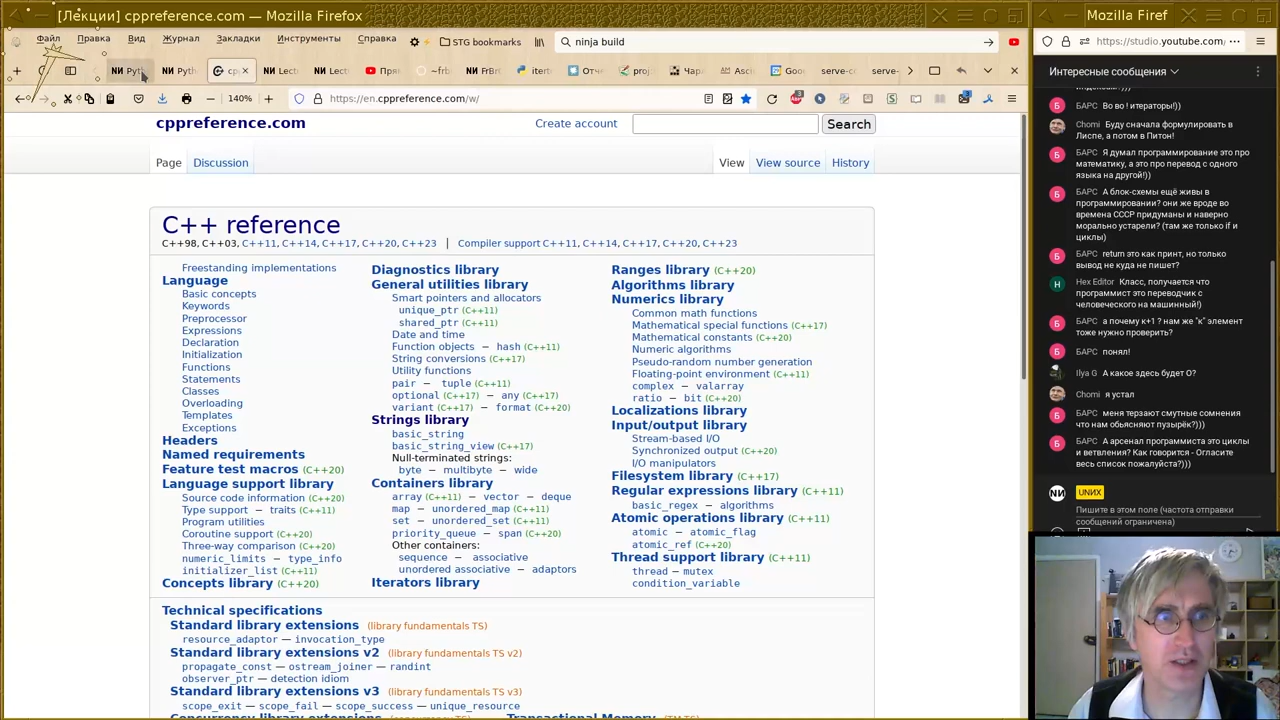 [Лекции] cppreference.com — Mozilla Firefox
Файл Правка Вид Журнал Закладки Инструменты Справка
STG bookmarks
ninja build
140%
https://en.cppreference.com/w/
cppreference.com
Create account
Search
Page Discussion
View View source History
C++ reference
C++98, C++03, C++11, C++14, C++17, C++20, C++23 | Compiler support C++11, C++14, C++17, C++20, C++23
Freestanding implementations
Language
Basic concepts
Keywords
Preprocessor
Expressions
Declaration
Initialization
Functions
Statements
Classes
Overloading
Templates
Exceptions
Headers
Named requirements
Feature test macros (C++20)
Language support library
Source code information (C++20)
Type support – traits (C++11)
Program utilities
Coroutine support (C++20)
Three-way comparison (C++20)
numeric_limits – type_info
initializer_list (C++11)
Concepts library (C++20)
Diagnostics library
General utilities library
Smart pointers and allocators
unique_ptr (C++11)
shared_ptr (C++11)
Date and time
Function objects – hash (C++11)
String conversions (C++17)
Utility functions
pair – tuple (C++11)
optional (C++17) – any (C++17)
variant (C++17) – format (C++20)
Strings library
basic_string
basic_string_view (C++17)
Null-terminated strings:
byte – multibyte – wide
Containers library
array (C++11) – vector – deque
map – unordered_map (C++11)
set – unordered_set (C++11)
priority_queue – span (C++20)
Other containers:
sequence – associative
unordered associative – adaptors
Iterators library
Ranges library (C++20)
Algorithms library
Numerics library
Common math functions
Mathematical special functions (C++17)
Mathematical constants (C++20)
Numeric algorithms
Pseudo-random number generation
Floating-point environment (C++11)
complex – valarray
ratio – bit (C++20)
Localizations library
Input/output library
Stream-based I/O
Synchronized output (C++20)
I/O manipulators
Filesystem library (C++17)
Regular expressions library (C++11)
basic_regex – algorithms
Atomic operations library (C++11)
atomic – atomic_flag
atomic_ref (C++20)
Thread support library (C++11)
thread – mutex
condition_variable
Technical specifications
Standard library extensions (library fundamentals TS)
resource_adaptor — invocation_type
Standard library extensions v2 (library fundamentals TS v2)
propagate_const — ostream_joiner — randint
observer_ptr — detection idiom
Standard library extensions v3 (library fundamentals TS v3)
scope_exit — scope_fail — scope_success — unique_resource
Mozilla Firef
https://studio.youtube.com/
Интересные сообщения
БАРС Во во ! итераторы!))
Chomi Буду сначала формулировать в
Лиспе, а потом в Питон!
БАРС Я думал программирование это про
математику, а это про перевод с одного
языка на другой!))
БАРС А блок-схемы ещё живы в
программировании? они же вроде во
времена СССР придуманы и наверно
морально устарели? (там же только if и
циклы)
БАРС return это как принт, но только
вывод не куда не пишет?
Hex Editor Класс, получается что
программист это переводчик с
человеческого на машинный!)
БАРС а почему к+1 ? нам же "к" элемент
тоже нужно проверить?
БАРС понял!
Ilya G А какое здесь будет O?
Chomi я устал
БАРС меня терзают смутные сомнения
что нам объясняют пузырёк?)))
БАРС А арсенал программиста это циклы
и ветвления? Как говорится - Огласите
весь список пожалуйста?)))
UNИX
Пишите в этом поле (частота отправки
сообщений ограничена)